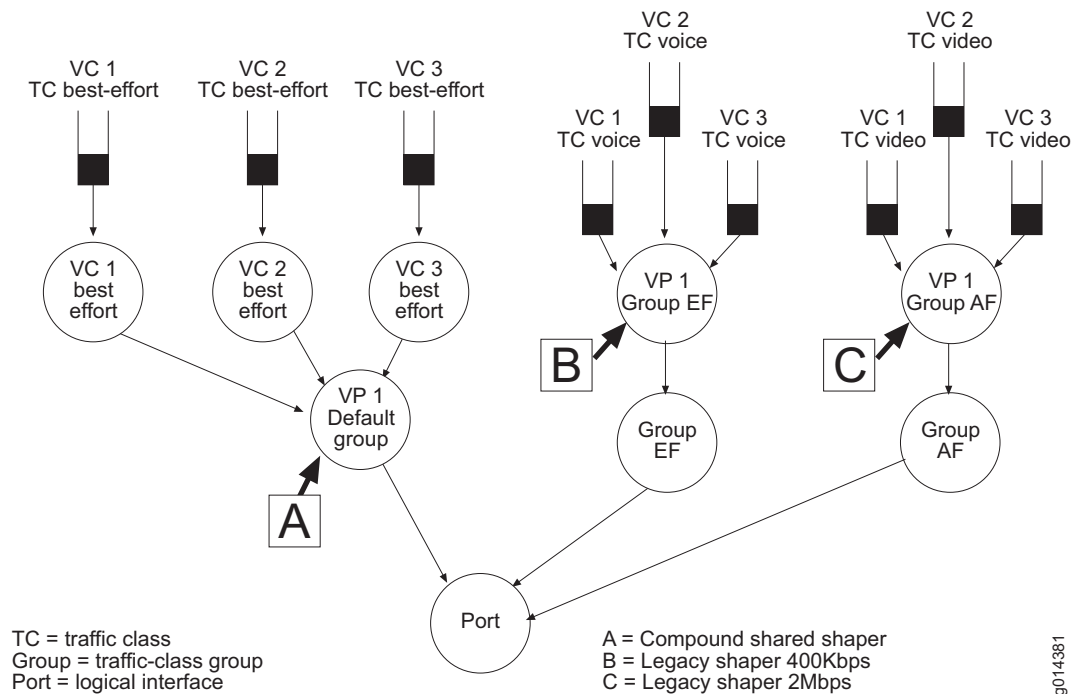 VC 2
TC voice
VC 2
TC video
VC 1
TC best-effort
VC 2
TC best-effort
VC 3
TC best-effort
VC 1
TC voice
VC 3
TC voice
VC 1
TC video
VC 3
TC video
VC 1
best
effort
VC 2
best
effort
VC 3
best
effort
VP 1
Group EF
VP 1
Group AF
B
C
VP 1
Default
group
Group
EF
Group
AF
A
Port
TC = traffic class
Group = traffic-class group
Port = logical interface
A = Compound shared shaper
B = Legacy shaper 400Kbps
C = Legacy shaper 2Mbps
g014381